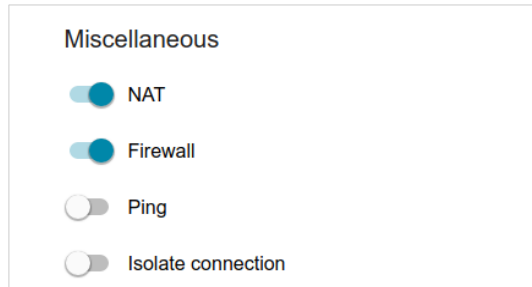 Miscellaneous
NAT
Firewall
Ping
Isolate connection